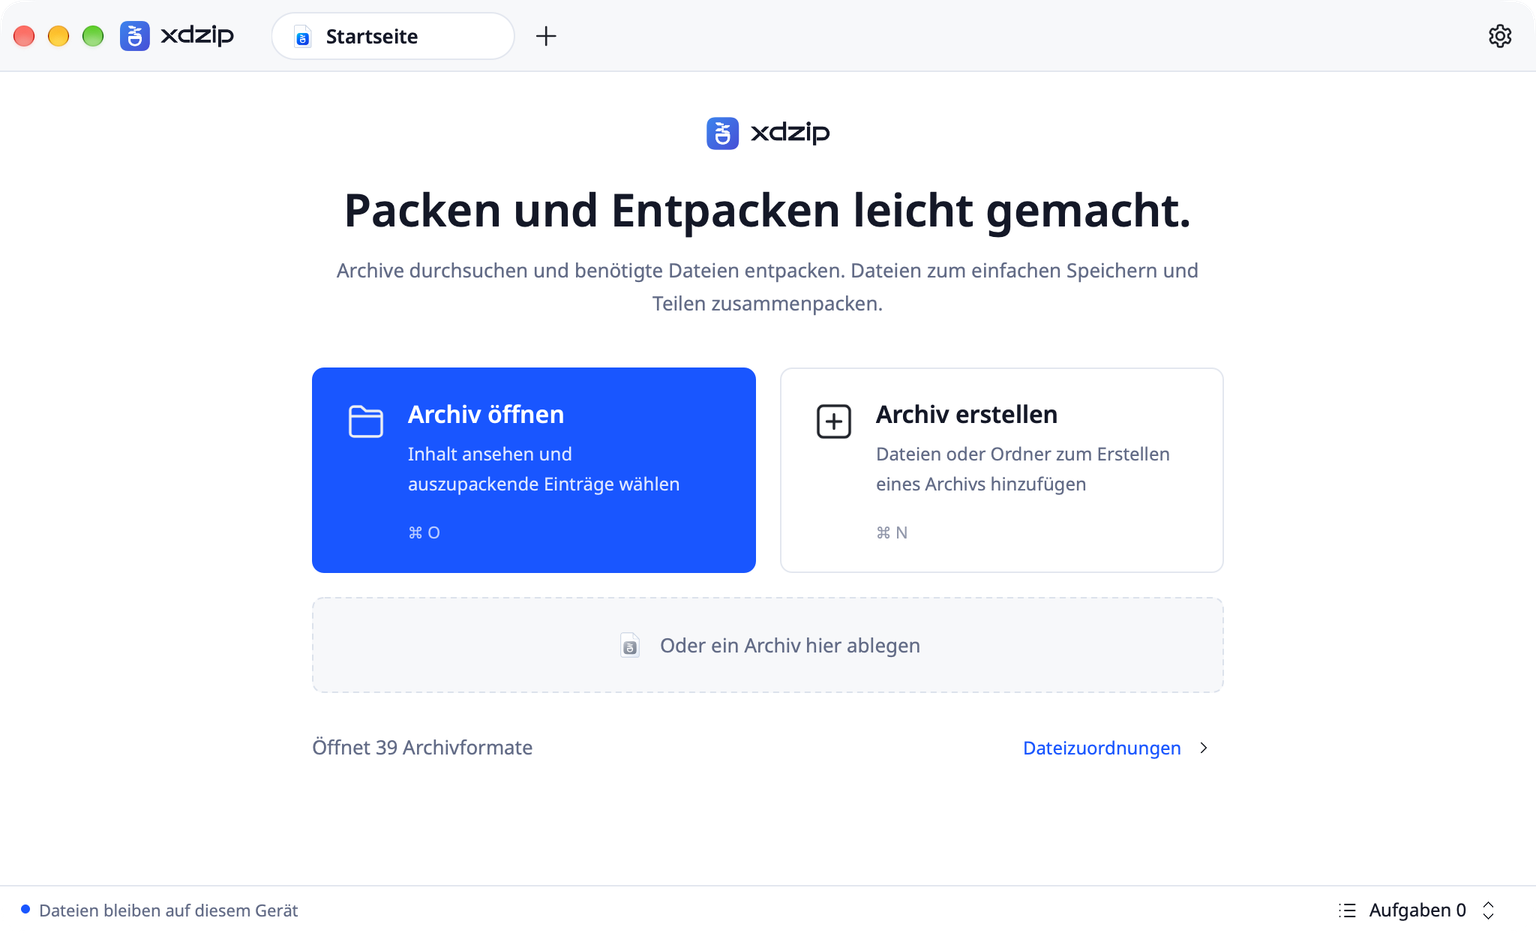 xdzip
Startseite
xdzip
Packen und Entpacken leicht gemacht.
Archive durchsuchen und benötigte Dateien entpacken. Dateien zum einfachen Speichern und
Teilen zusammenpacken.
Archiv öffnen
Inhalt ansehen und
auszupackende Einträge wählen
⌘ O
Archiv erstellen
Dateien oder Ordner zum Erstellen
eines Archivs hinzufügen
⌘ N
Oder ein Archiv hier ablegen
Öffnet 39 Archivformate
Dateizuordnungen
Dateien bleiben auf diesem Gerät
Aufgaben 0